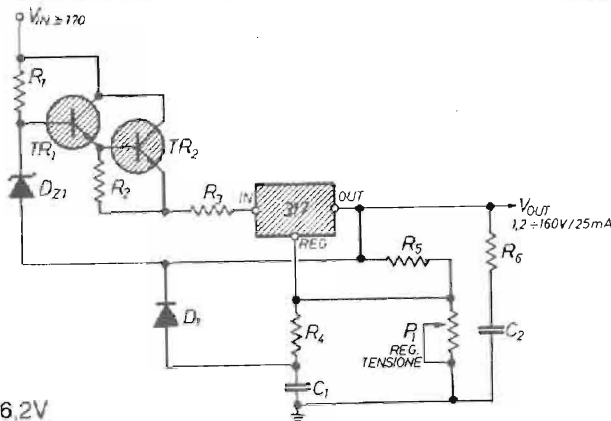 V_IN ≥ 170
R1
TR1
TR2
R2
DZ1
R3
IN
317
OUT
REG
V_OUT
1,2 ÷ 160V / 25mA
R5
R6
D1
R4
P1
REG.
TENSIONE
C2
C1
6,2V